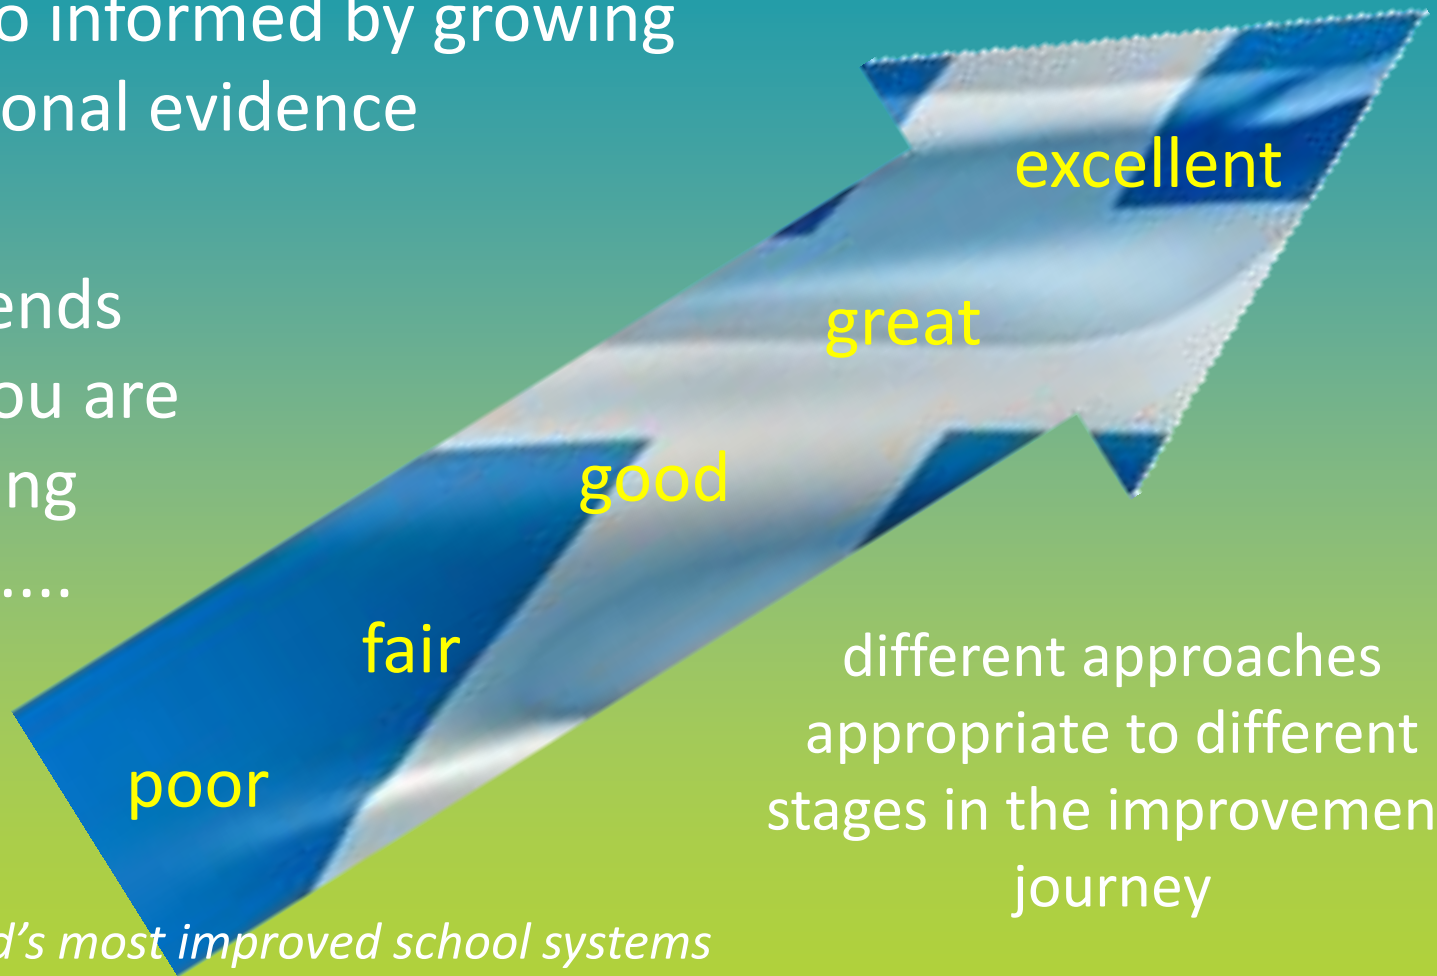 o informed by growing
onal evidence
ends
ou are
ng
....
excellent
great
good
fair
poor
different approaches
appropriate to different
stages in the improvemen
journey
d's most improved school systems